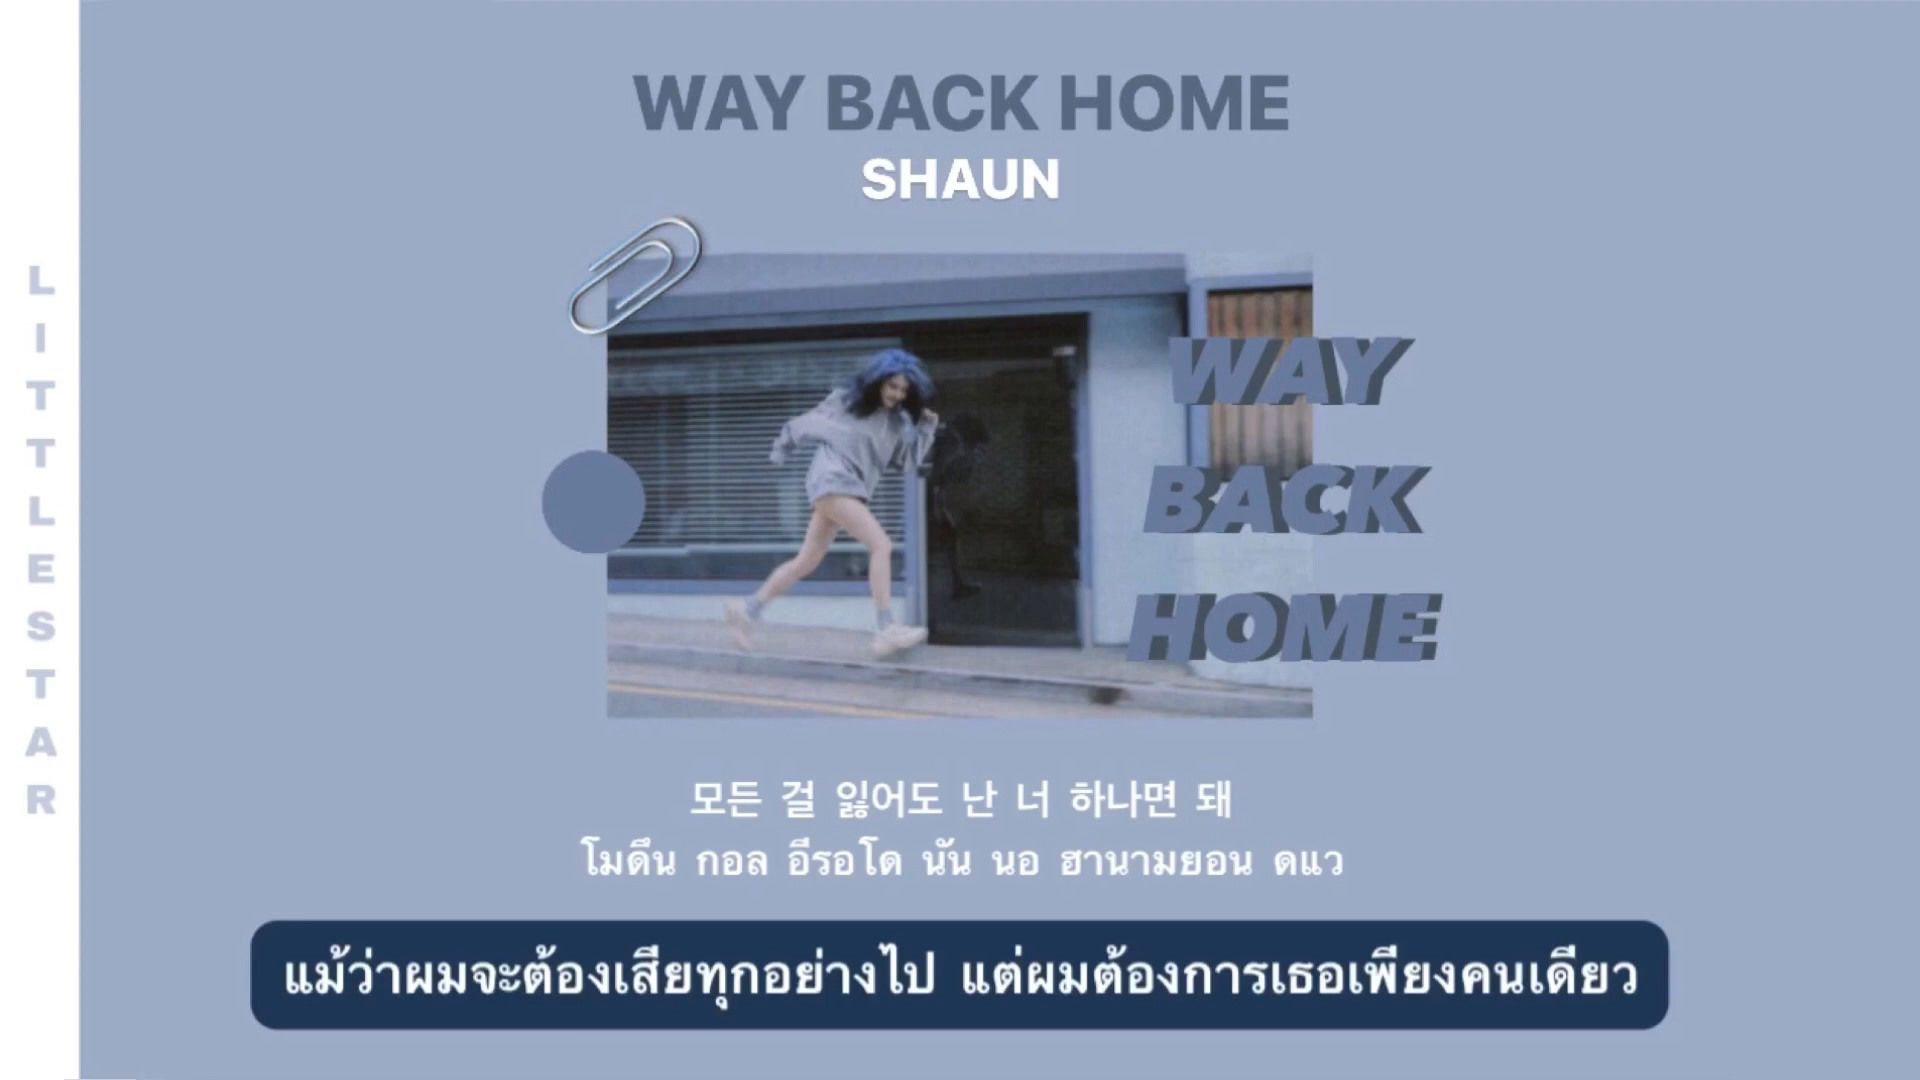 WAY BACK HOME
SHAUN
WAY
BACK
HOME
LITTLESTAR
모든 걸 잃어도 난 너 하나면 돼
โมดึน กอล อีรอโด นัน นอ ฮานามยอน ดแว
แม้ว่าผมจะต้องเสียทุกอย่างไป แต่ผมต้องการเธอเพียงคนเดียว